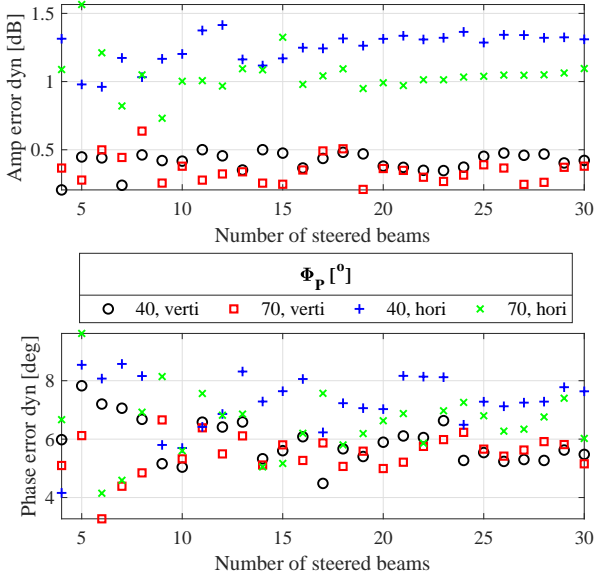 1.5
1
0.5
Amp error dyn [dB]
5 10 15 20 25 30
Number of steered beams
Φ_P [°]
40, verti 70, verti 40, hori 70, hori
8
6
4
Phase error dyn [deg]
5 10 15 20 25 30
Number of steered beams